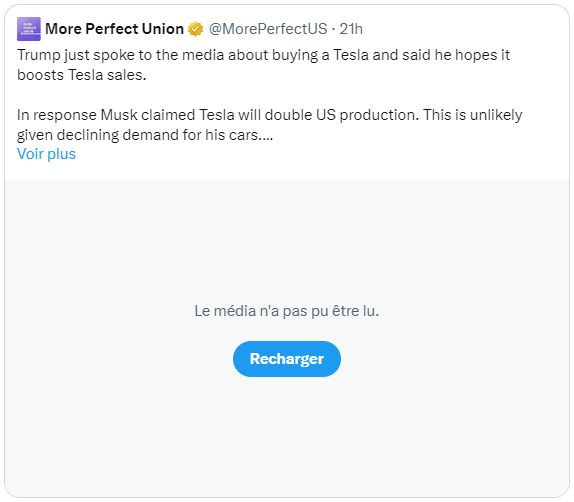 More Perfect Union @MorePerfectUS · 21h
Trump just spoke to the media about buying a Tesla and said he hopes it
boosts Tesla sales.
In response Musk claimed Tesla will double US production. This is unlikely
given declining demand for his cars....
Voir plus
Le média n'a pas pu être lu.
Recharger